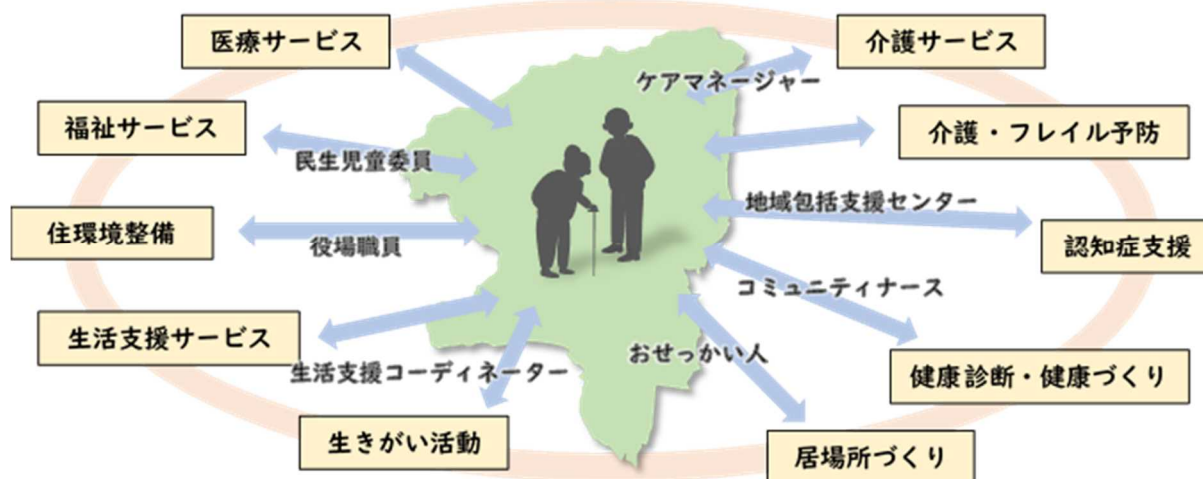 医療サービス
介護サービス
ケアマネージャー
福祉サービス
介護・フレイル予防
民生児童委員
地域包括支援センター
住環境整備
役場職員
認知症支援
コミュニティナース
生活支援サービス
おせっかい人
生活支援コーディネーター
健康診断・健康づくり
生きがい活動
居場所づくり